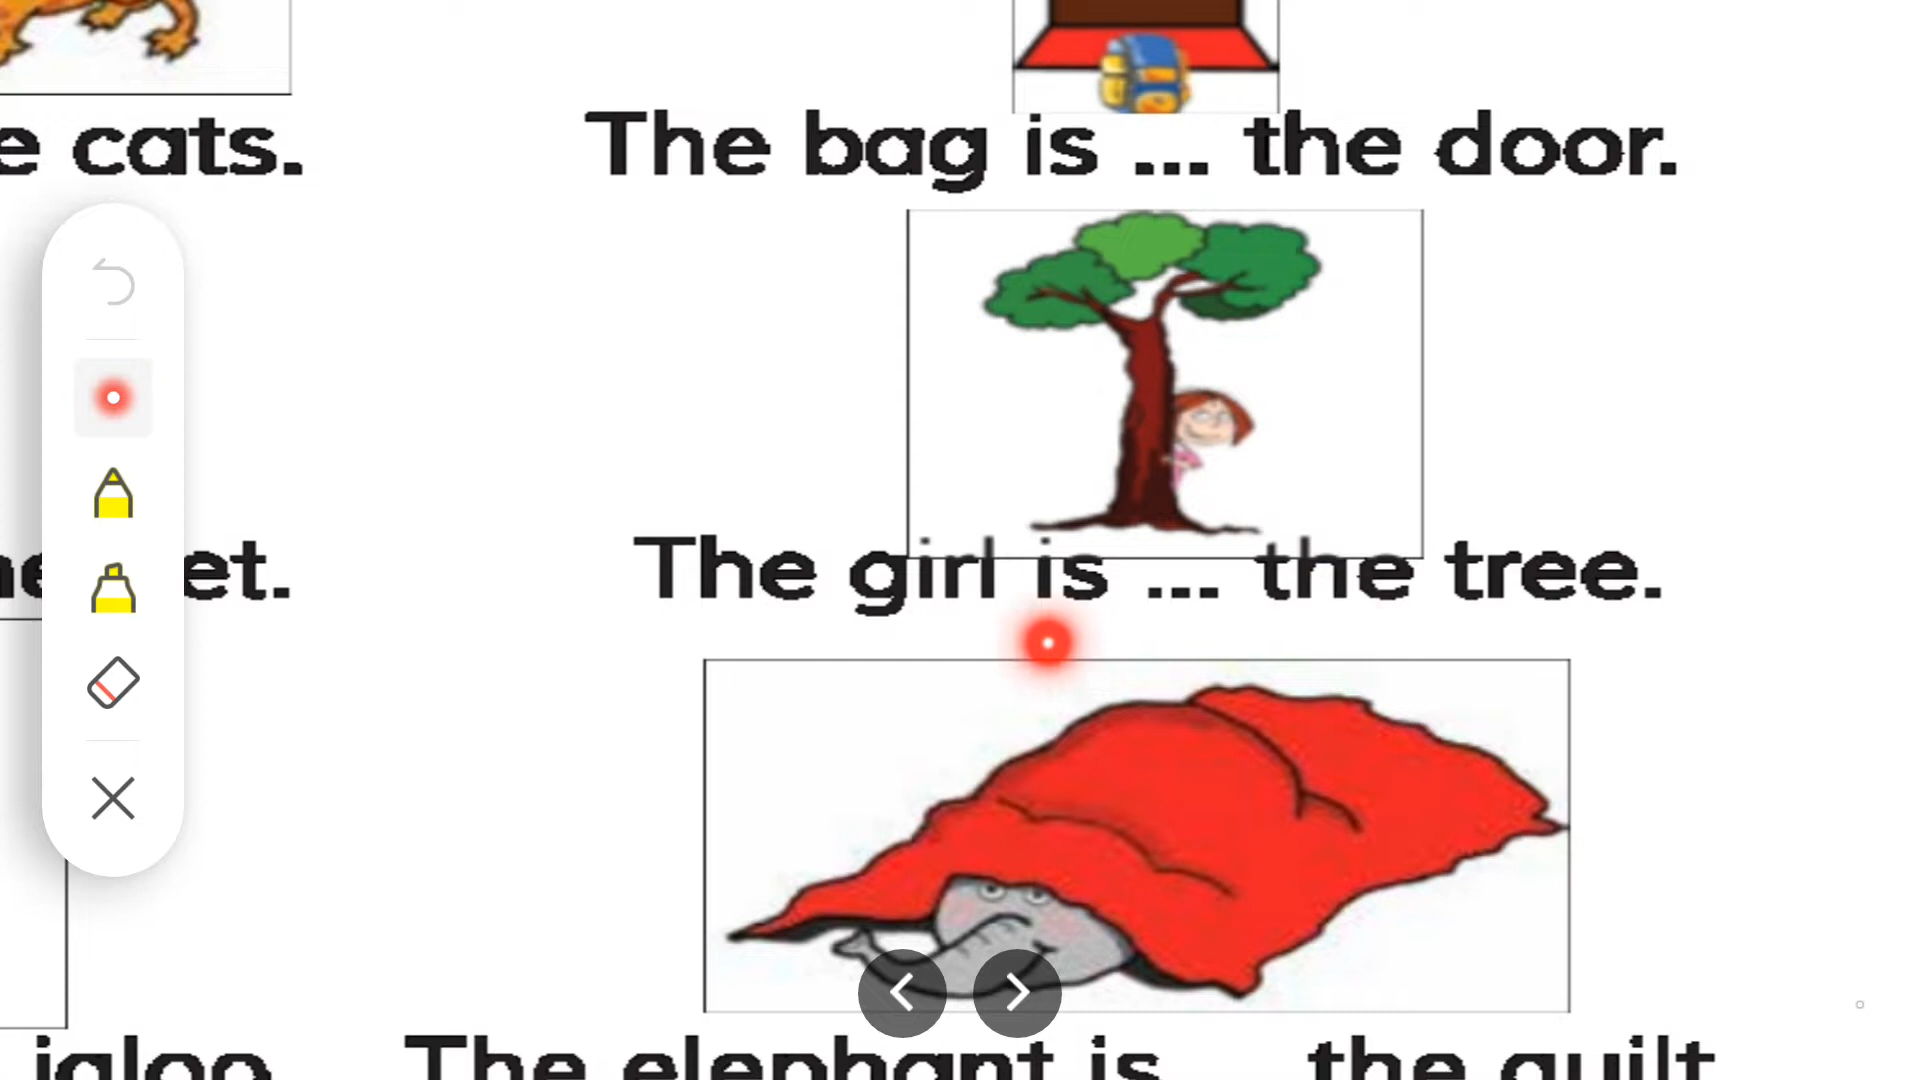 e cats.
The bag is ... the door.
et.
The girl is ... the tree.
igloo
The elephant is the quilt